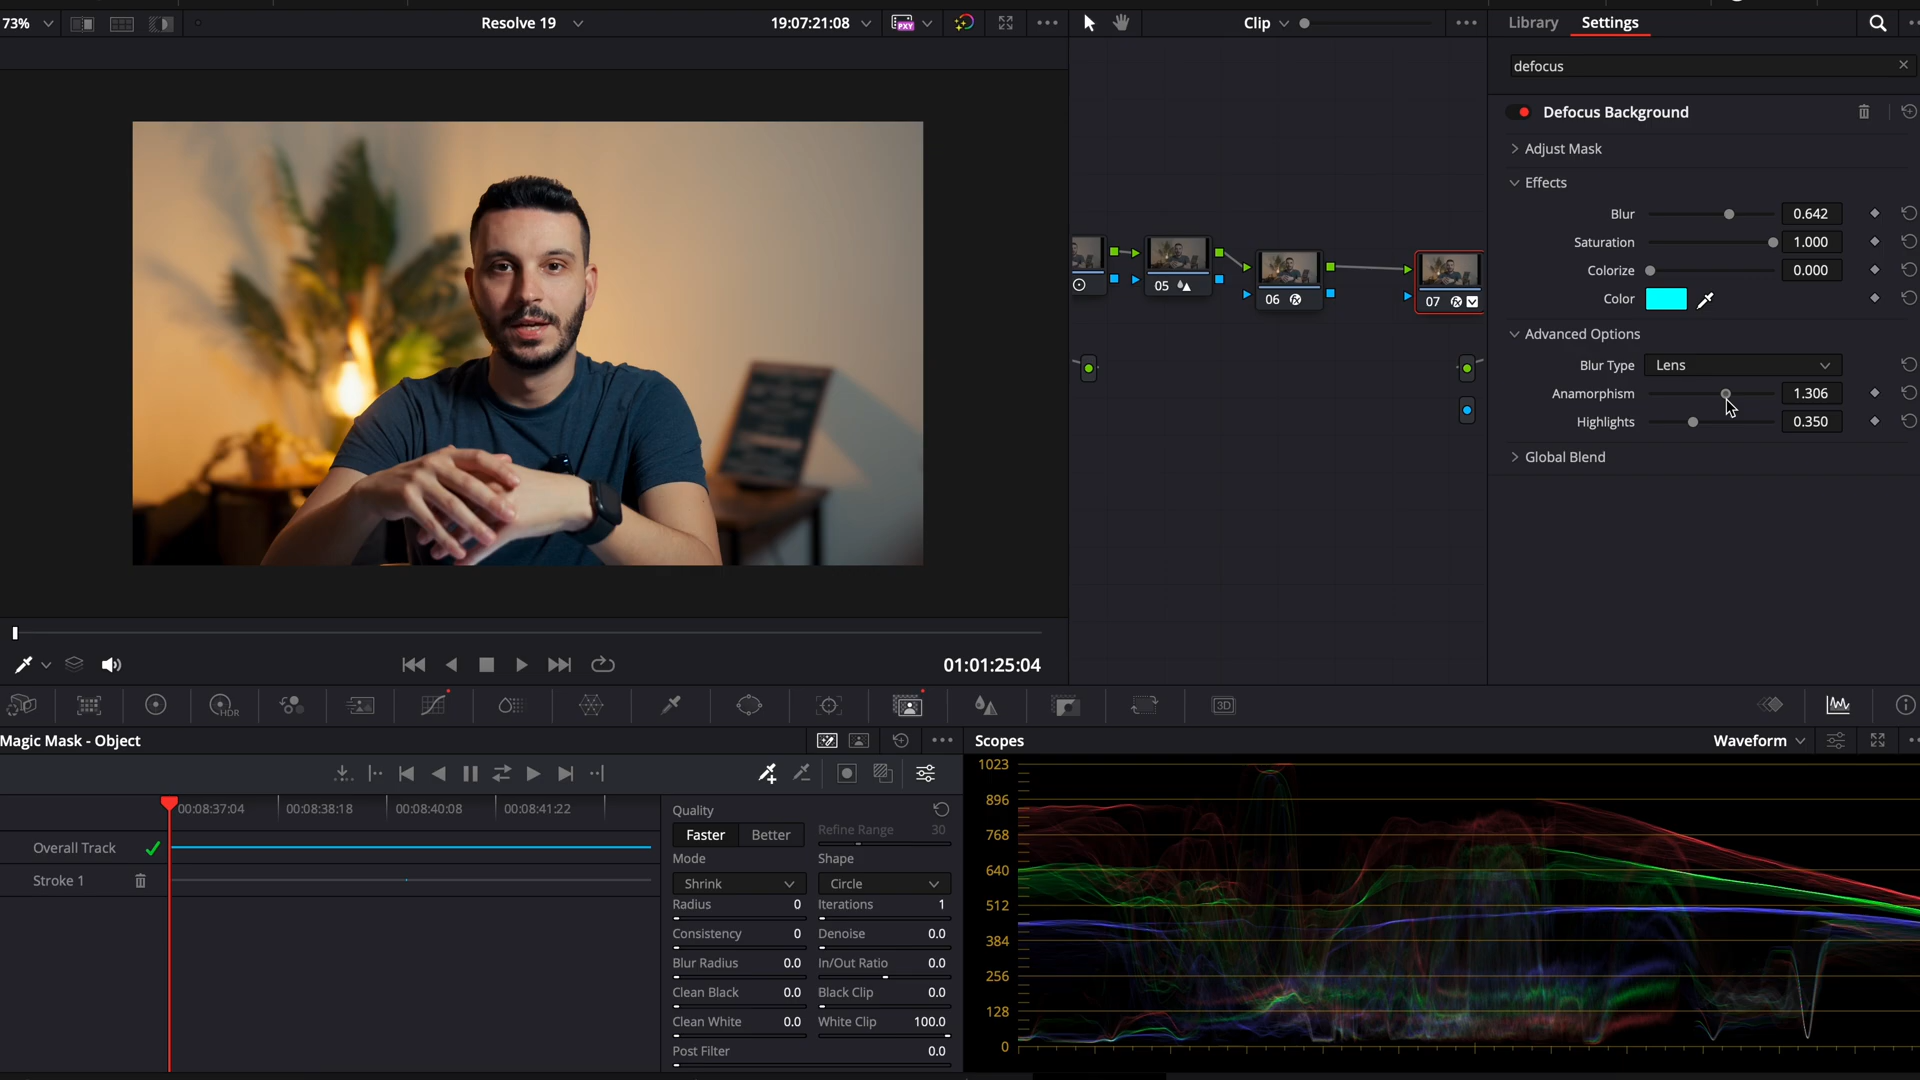 73%
Resolve 19
19:07:21:08
PXY
Clip
Library
Settings
defocus
Defocus Background
Adjust Mask
Effects
Blur 0.642
Saturation 1.000
Colorize 0.000
Color
Advanced Options
Blur Type Lens
Anamorphism 1.306
Highlights 0.350
Global Blend
05
06
07
01:01:25:04
HDR
3D
Magic Mask - Object
00:08:37:04
00:08:38:18
00:08:40:08
00:08:41:22
Overall Track
Stroke 1
Quality
Faster
Better
Refine Range 30
Mode
Shape
Shrink
Circle
Radius 0
Iterations 1
Consistency 0
Denoise 0.0
Blur Radius 0.0
In/Out Ratio 0.0
Clean Black 0.0
Black Clip 0.0
Clean White 0.0
White Clip 100.0
Post Filter 0.0
Scopes
Waveform
1023
896
768
640
512
384
256
128
0